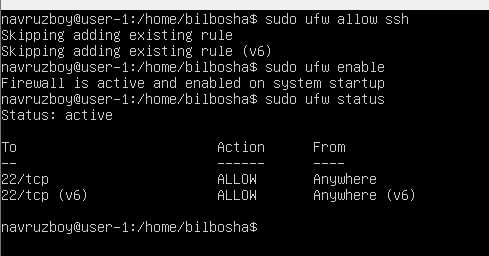 navruzboy@user-1:/home/bilbosha$ sudo ufw allow ssh
Skipping adding existing rule
Skipping adding existing rule (v6)
navruzboy@user-1:/home/bilbosha$ sudo ufw enable
Firewall is active and enabled on system startup
navruzboy@user-1:/home/bilbosha$ sudo ufw status
Status: active
To                         Action      From
--                         ------      ----
22/tcp                     ALLOW       Anywhere
22/tcp (v6)                ALLOW       Anywhere (v6)
navruzboy@user-1:/home/bilbosha$